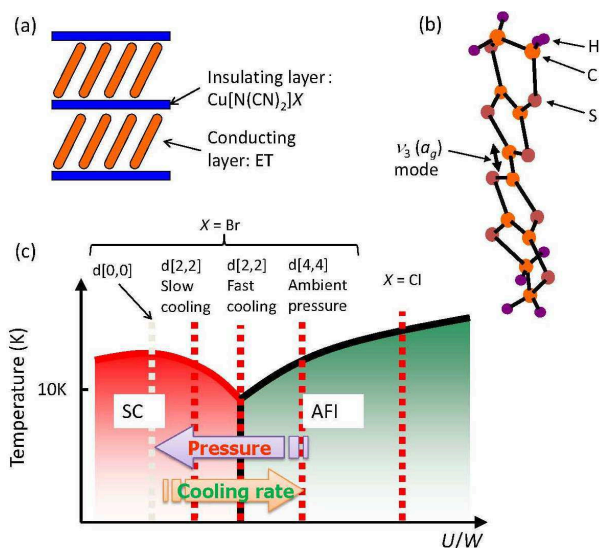 (a)
Insulating layer:
Cu[N(CN)₂]X
Conducting
layer: ET
(b)
H
C
S
ν₃ (a_g)
mode
(c)
X = Br
d[0,0]
d[2,2]
Slow
cooling
d[2,2]
Fast
cooling
d[4,4]
Ambient
pressure
X = Cl
Temperature (K)
10K
SC
AFI
Pressure
Cooling rate
U/W